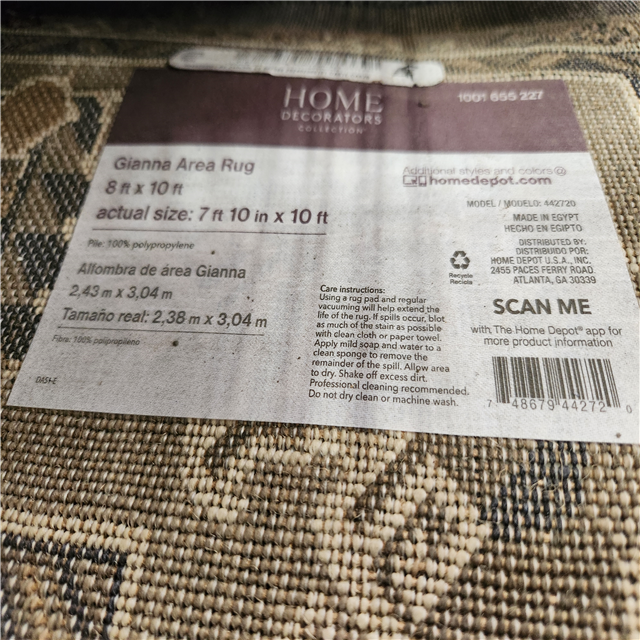 HOME
DECORATORS
COLLECTION
1001 655 227
Gianna Area Rug
8 ft x 10 ft
actual size: 7 ft 10 in x 10 ft
Pile: 100% polypropylene
Alfombra de área Gianna
2,43 m x 3,04 m
Tamaño real: 2,38 m x 3,04 m
Fibra: 100% polipropileno
Care instructions:
Using a rug pad and regular
vacuuming will help extend the
life of the rug. If spills occur, blot
as much of the stain as possible
with clean cloth or paper towel.
Apply mild soap and water to a
clean sponge to remove the
remainder of the spill. Allow area
to dry. Shake off excess dirt.
Professional cleaning recommended.
Do not dry clean or machine wash.
Additional styles and colors @
homedepot.com
MODEL / MODELO: 442720
MADE IN EGYPT
HECHO EN EGIPTO
DISTRIBUTED BY:
DISTRIBUIDO POR:
HOME DEPOT U.S.A., INC.
2455 PACES FERRY ROAD.
ATLANTA, GA 30339
Recycle
Recicla
SCAN ME
with The Home Depot® app for
more product information
7 48679 44272 0